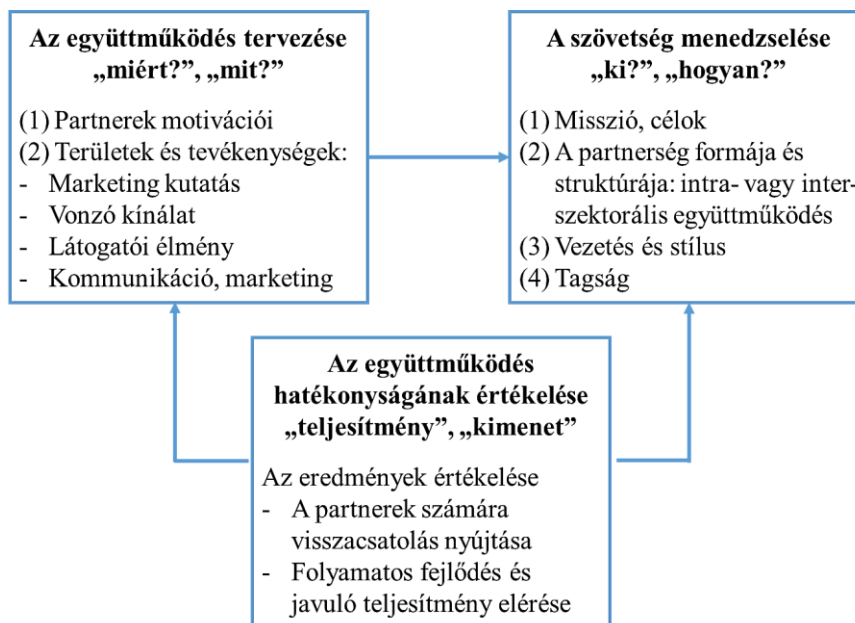 Az együttműködés tervezése
„miért?”, „mit?”
(1) Partnerek motivációi
(2) Területek és tevékenységek:
- Marketing kutatás
- Vonzó kínálat
- Látogatói élmény
- Kommunikáció, marketing
A szövetség menedzselése
„ki?”, „hogyan?”
(1) Misszió, célok
(2) A partnerség formája és
struktúrája: intra- vagy inter-
szektorális együttműködés
(3) Vezetés és stílus
(4) Tagság
Az együttműködés
hatékonyságának értékelése
„teljesítmény”, „kimenet”
Az eredmények értékelése
- A partnerek számára
visszacsatolás nyújtása
- Folyamatos fejlődés és
javuló teljesítmény elérése